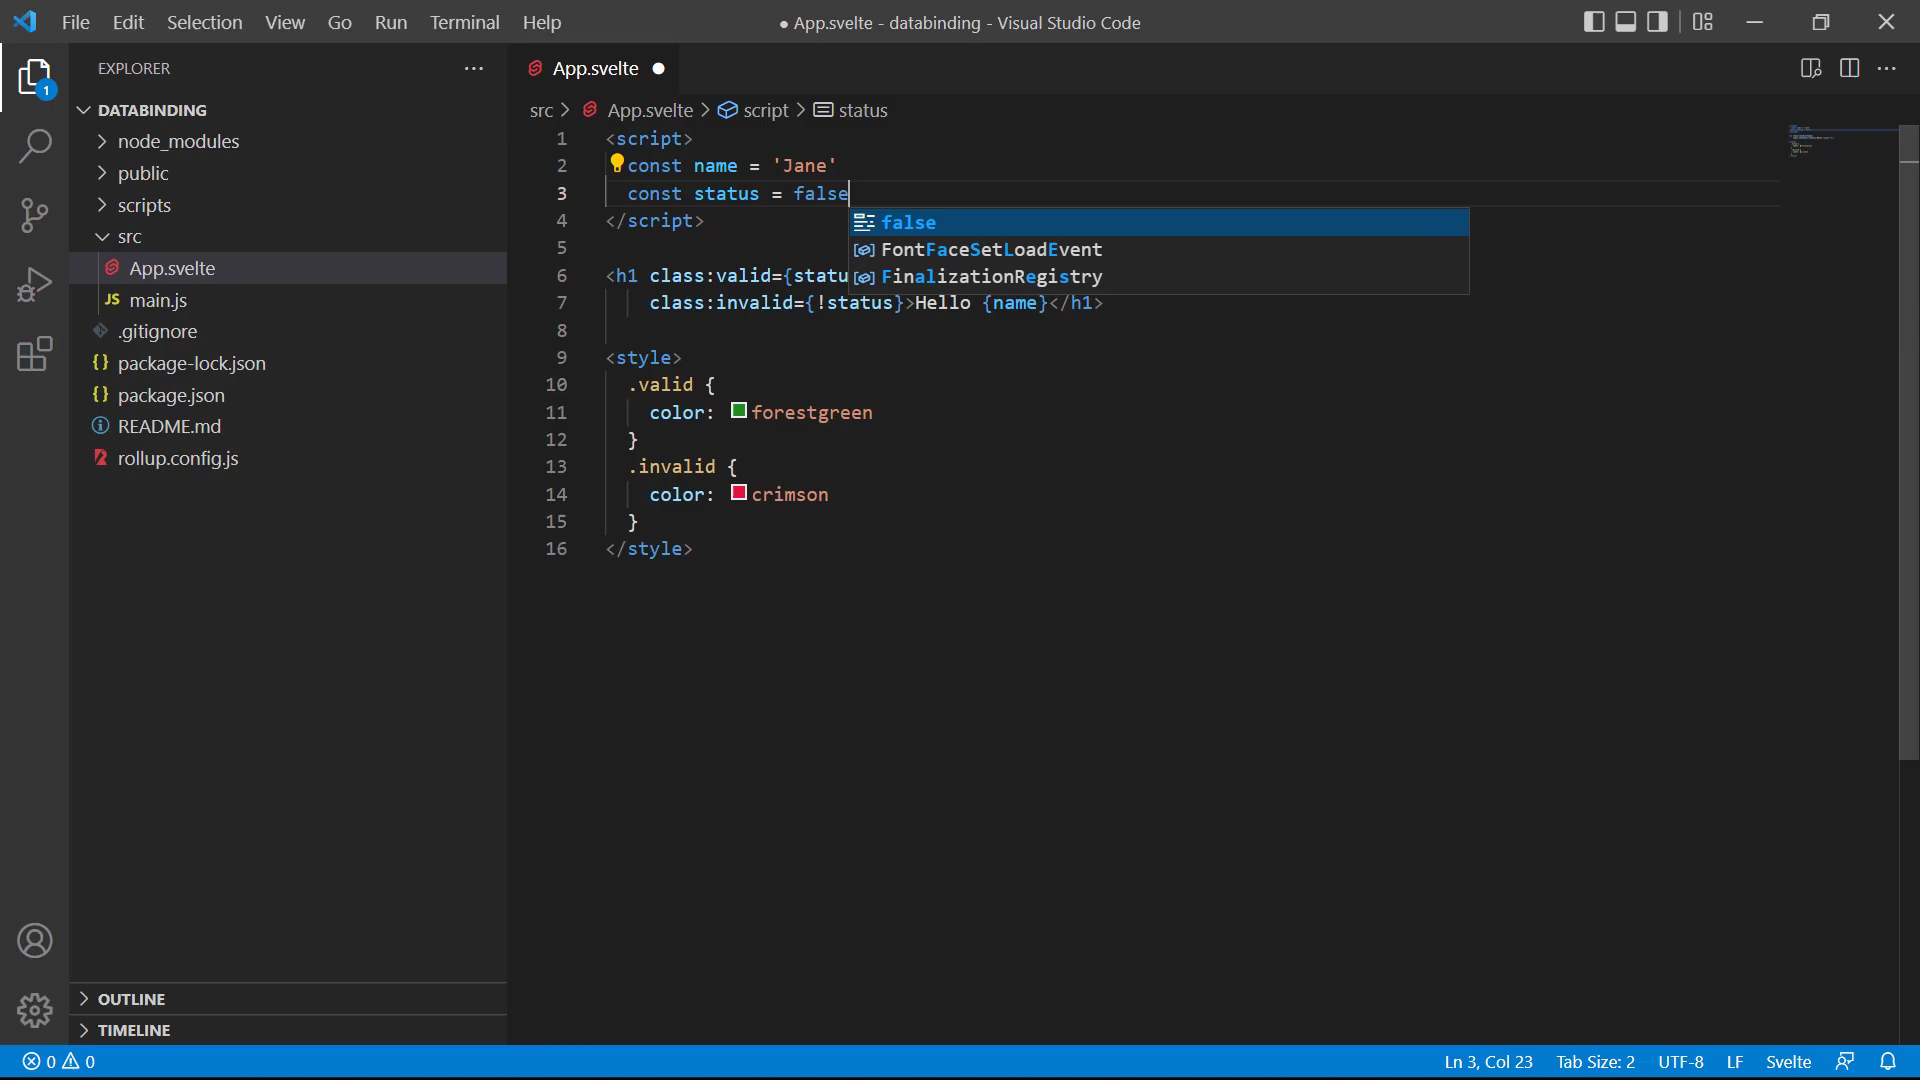 File Edit Selection View Go Run Terminal Help
● App.svelte - databinding - Visual Studio Code
1
EXPLORER
DATABINDING
node_modules
public
scripts
src
App.svelte
JS main.js
.gitignore
{} package-lock.json
{} package.json
README.md
rollup.config.js
OUTLINE
TIMELINE
App.svelte ●
src > App.svelte > script > status
1 <script>
2 const name = 'Jane'
3 const status = false
4 </script>
5
6 <h1 class:valid={statu
7 class:invalid={!status}>Hello {name}</h1>
8
9 <style>
10 .valid {
11 color: forestgreen
12 }
13 .invalid {
14 color: crimson
15 }
16 </style>
false
FontFaceSetLoadEvent
FinalizationRegistry
0 0
Ln 3, Col 23 Tab Size: 2 UTF-8 LF Svelte